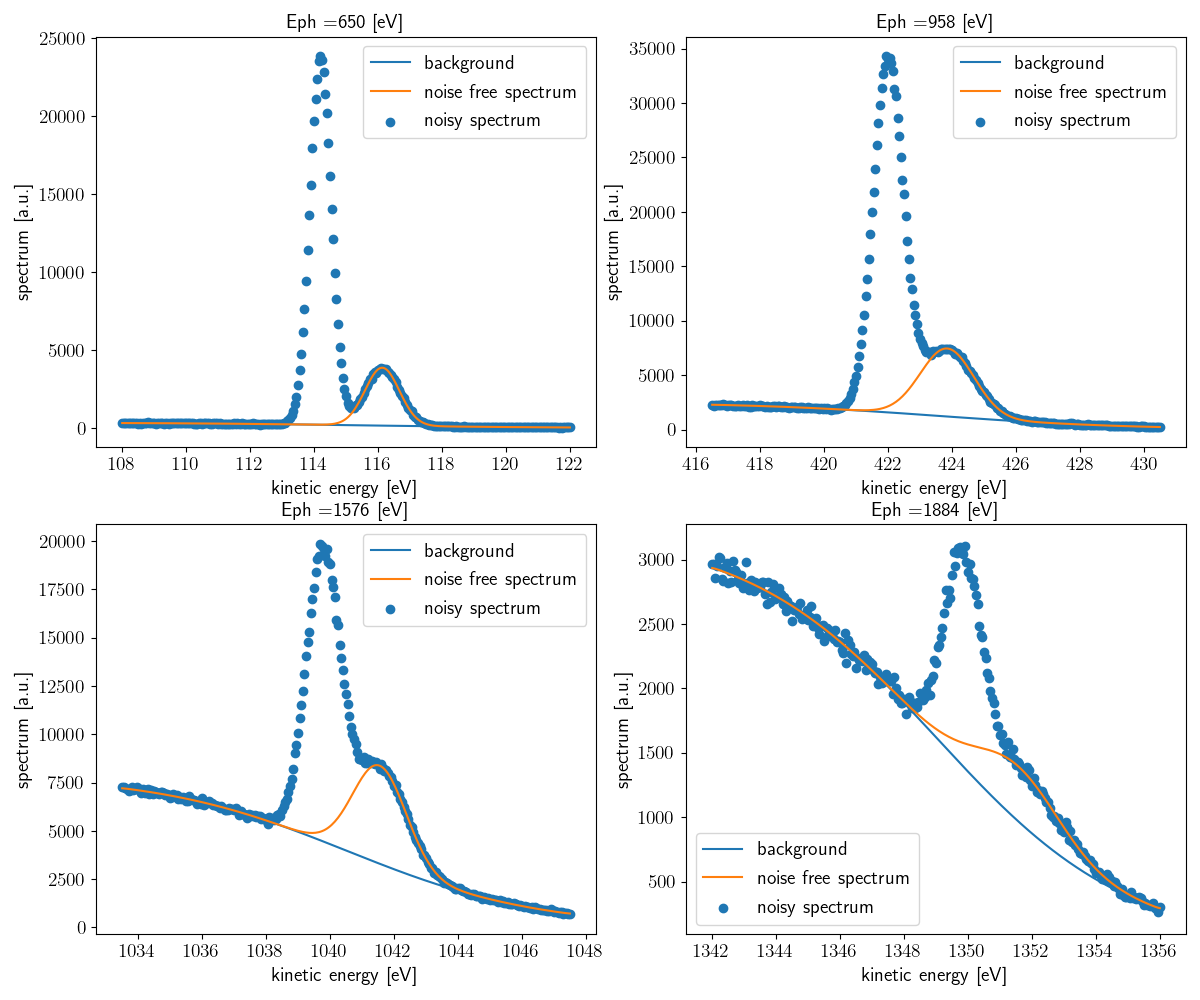 Eph =650 [eV]
spectrum [a.u.]
25000
20000
15000
10000
5000
0
background
noise free spectrum
noisy spectrum
108 110 112 114 116 118 120 122
kinetic energy [eV]
Eph =958 [eV]
spectrum [a.u.]
35000
30000
25000
20000
15000
10000
5000
0
background
noise free spectrum
noisy spectrum
416 418 420 422 424 426 428 430
kinetic energy [eV]
Eph =1576 [eV]
spectrum [a.u.]
20000
17500
15000
12500
10000
7500
5000
2500
0
background
noise free spectrum
noisy spectrum
1034 1036 1038 1040 1042 1044 1046 1048
kinetic energy [eV]
Eph =1884 [eV]
spectrum [a.u.]
3000
2500
2000
1500
1000
500
background
noise free spectrum
noisy spectrum
1342 1344 1346 1348 1350 1352 1354 1356
kinetic energy [eV]